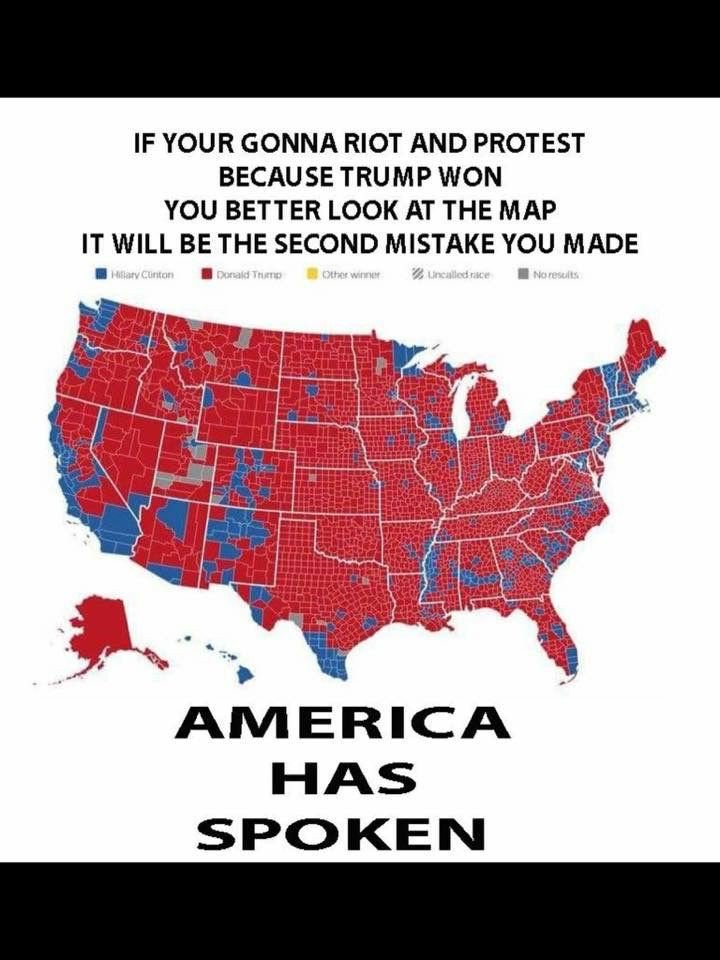 IF YOUR GONNA RIOT AND PROTEST
BECAUSE TRUMP WON
YOU BETTER LOOK AT THE MAP
IT WILL BE THE SECOND MISTAKE YOU MADE
Hillary Clinton Donald Trump Other winner Uncalled race No results
AMERICA
HAS
SPOKEN